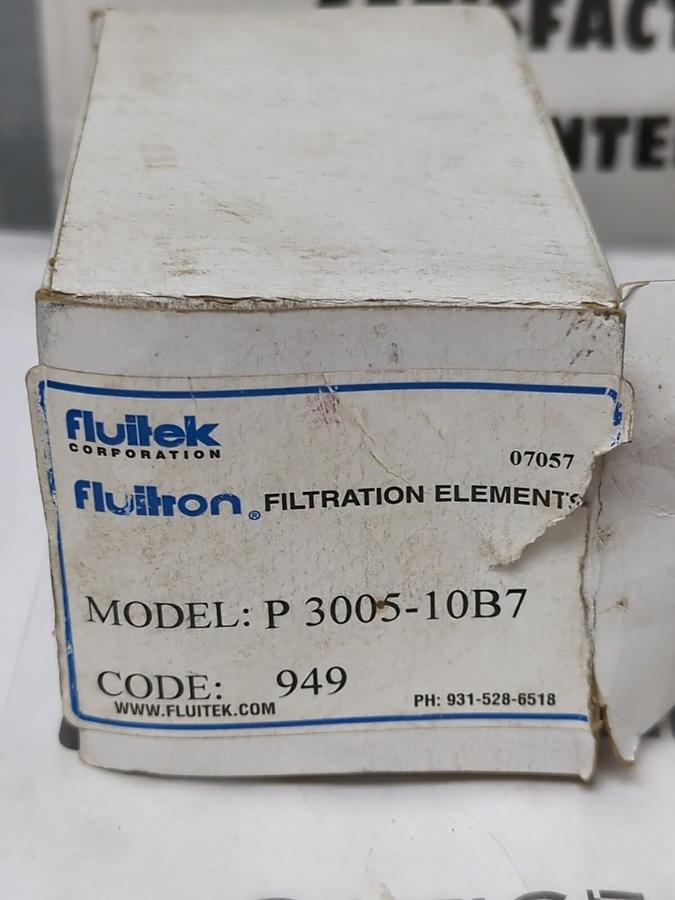 fluitek
CORPORATION
07057
fluitron ® FILTRATION ELEMENTS
MODEL: P 3005-10B7
CODE: 949
WWW.FLUITEK.COM
PH: 931-528-6518